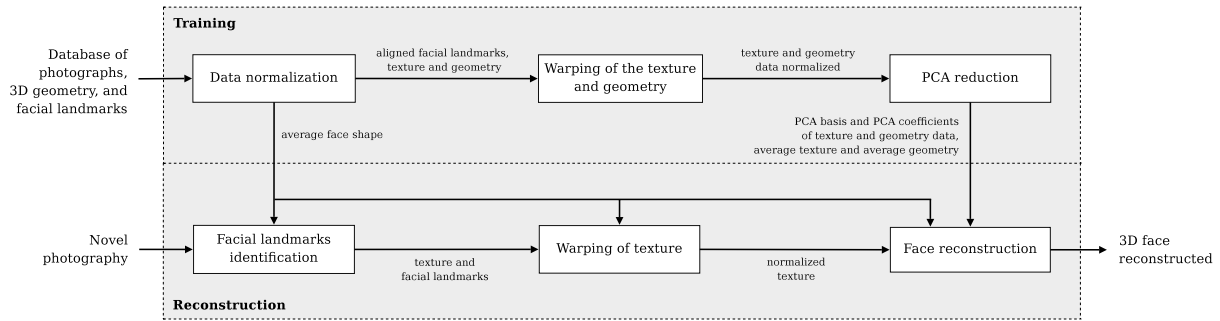 Training
Database of
photographs,
3D geometry, and
facial landmarks
Data normalization
aligned facial landmarks,
texture and geometry
Warping of the texture
and geometry
texture and geometry
data normalized
PCA reduction
average face shape
PCA basis and PCA coefficients
of texture and geometry data,
average texture and average geometry
Novel
photography
Facial landmarks
identification
texture and
facial landmarks
Warping of texture
normalized
texture
Face reconstruction
3D face
reconstructed
Reconstruction